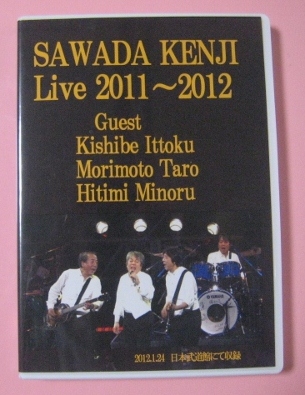 SAWADA KENJI
Live 2011～2012
Guest
Kishibe Ittoku
Morimoto Taro
Hitimi Minoru
YAMAHA
2012.1.24 日本武道館にて収録